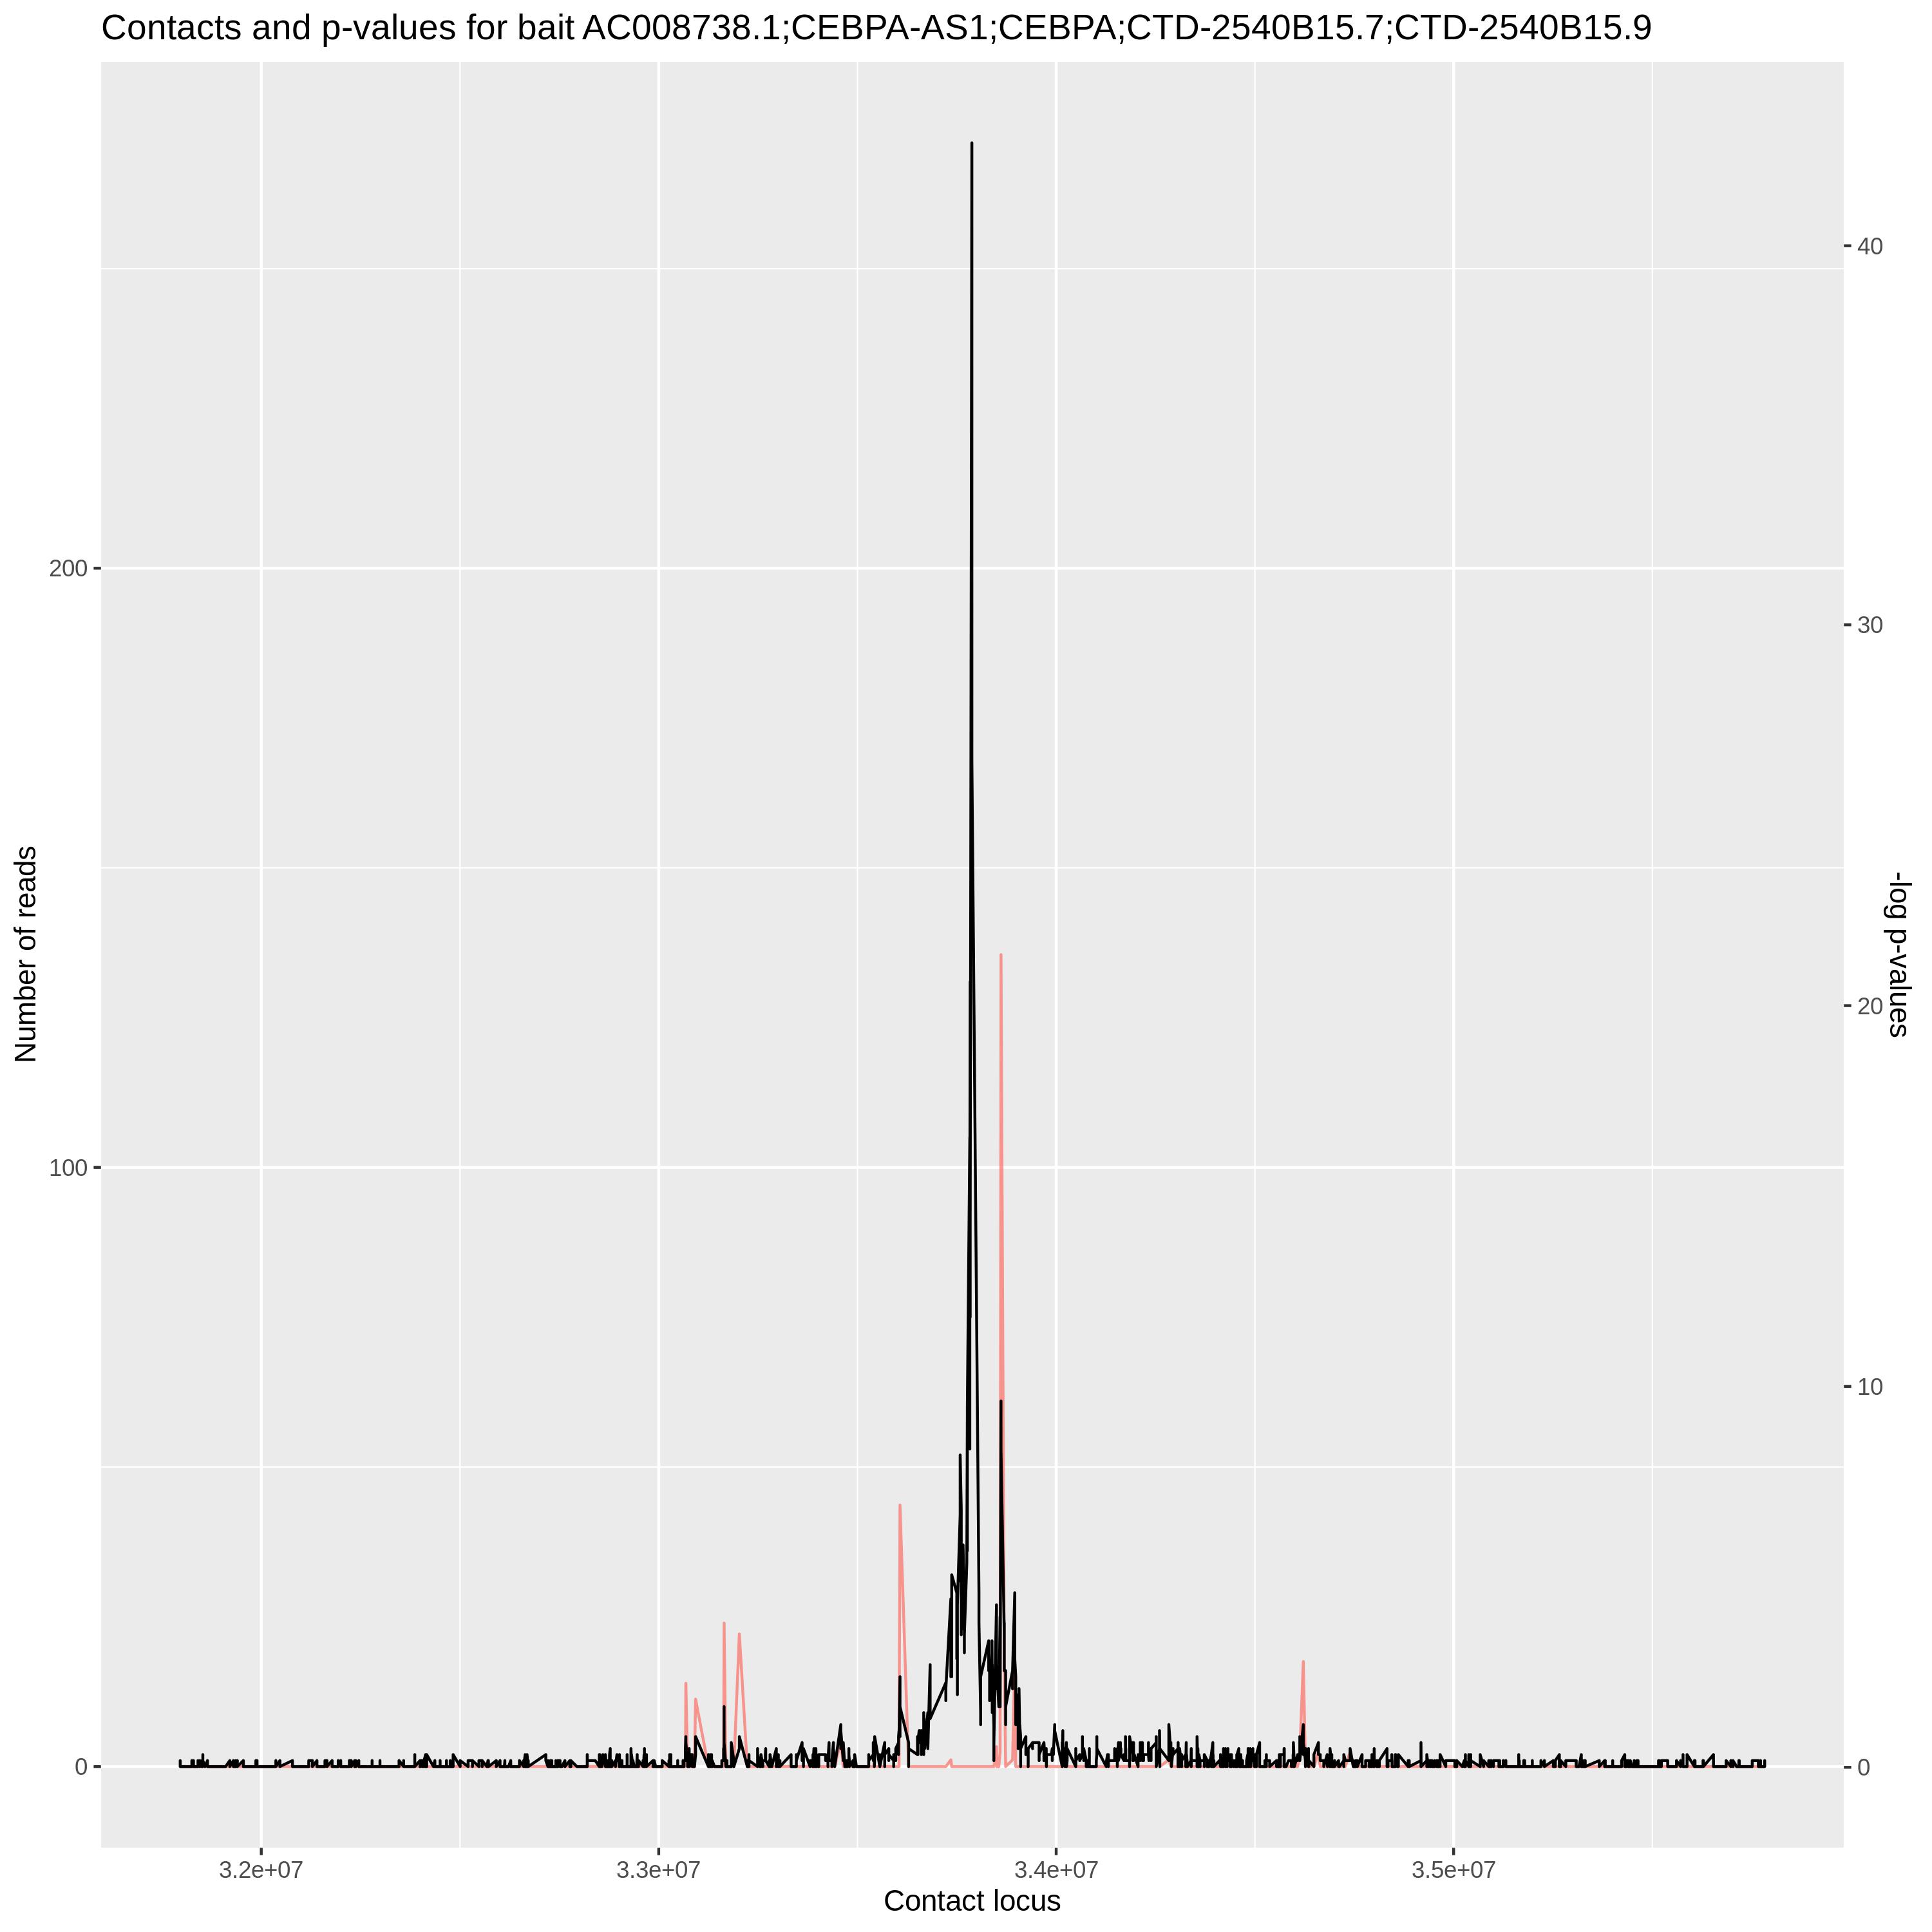 Contacts and p-values for bait AC008738.1;CEBPA-AS1;CEBPA;CTD-2540B15.7;CTD-2540B15.9
Number of reads
200
100
0
40
30
20
10
0
-log p-values
3.2e+07
3.3e+07
3.4e+07
3.5e+07
Contact locus